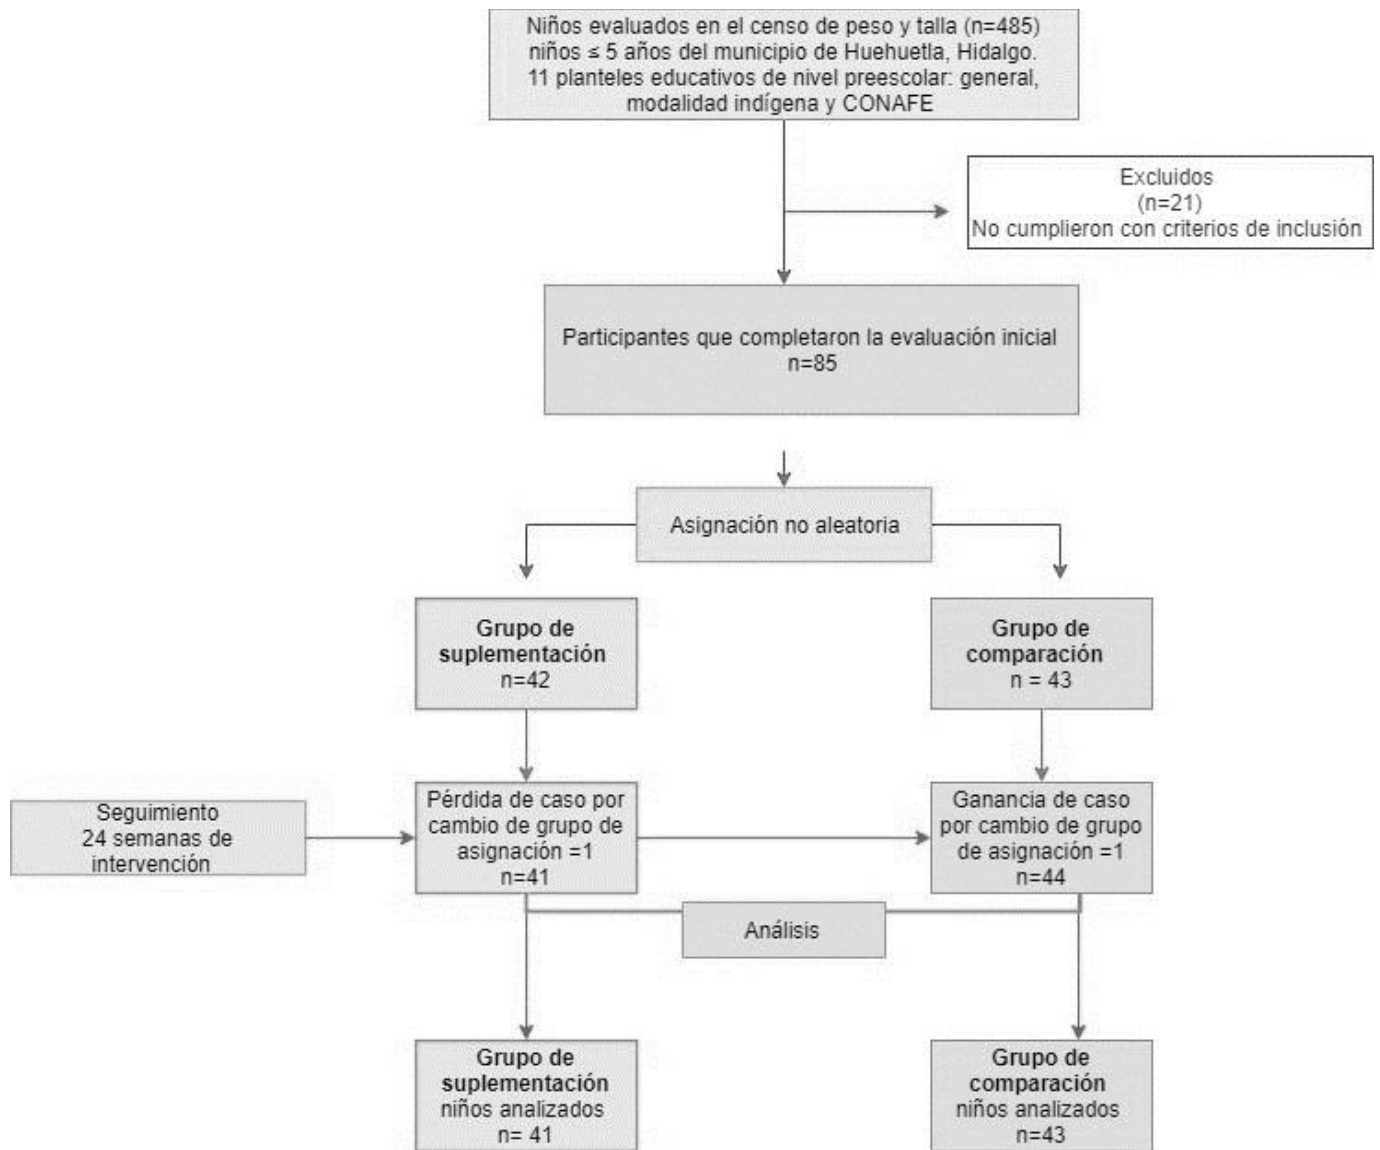 Niños evaluados en el censo de peso y talla (n=485)
niños ≤ 5 años del municipio de Huehuetla, Hidalgo.
11 planteles educativos de nivel preescolar: general,
modalidad indígena y CONAFE
Excluidos
(n=21)
No cumplieron con criterios de inclusión
Participantes que completaron la evaluación inicial
n=85
Asignación no aleatoria
Grupo de
suplementación
n=42
Grupo de
comparación
n = 43
Seguimiento
24 semanas de
intervención
Pérdida de caso por
cambio de grupo de
asignación =1
n=41
Ganancia de caso
por cambio de grupo
de asignación =1
n=44
Análisis
Grupo de
suplementación
niños analizados
n= 41
Grupo de
comparación
niños analizados
n=43